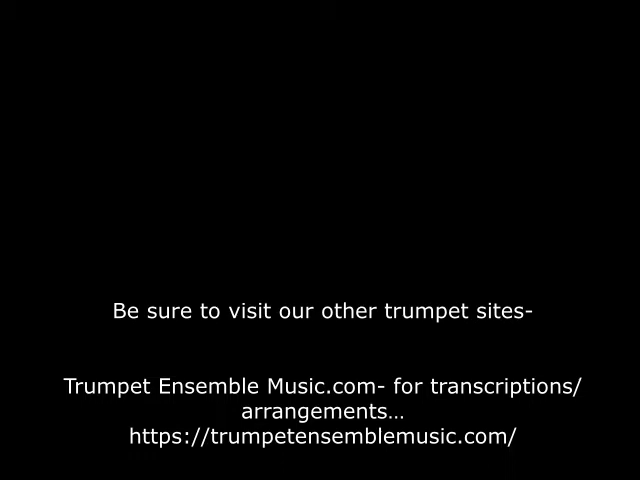 Be sure to visit our other trumpet sites-
Trumpet Ensemble Music.com- for transcriptions/
arrangements…
https://trumpetensemblemusic.com/